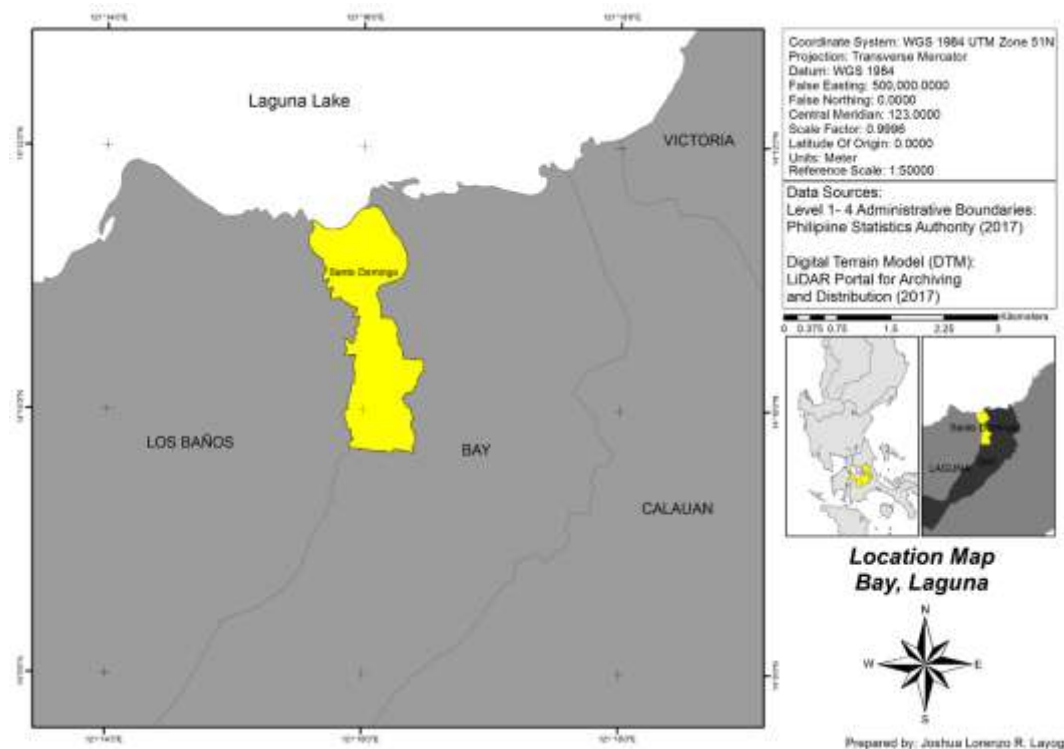 Laguna Lake
VICTORIA
Santo Domingo
LOS BAÑOS
BAY
CALAUAN
Coordinate System: WGS 1984 UTM Zone 51N
Projection: Transverse Mercator
Datum: WGS 1984
False Easting: 500,000.0000
False Northing: 0.0000
Central Meridian: 123.0000
Scale Factor: 0.9996
Latitude Of Origin: 0.0000
Units: Meter
Reference Scale: 1:50000
Data Sources:
Level 1- 4 Administrative Boundaries:
Philipiine Statistics Authority (2017)
Digital Terrain Model (DTM):
LiDAR Portal for Archiving
and Distribution (2017)
Kilometers
0 0.375 0.75 1.5 2.25 3
Santo Domingo
LAGUNA
Location Map
Bay, Laguna
N
W E
S
Prepared by: Joshua Lorenzo R. Layog